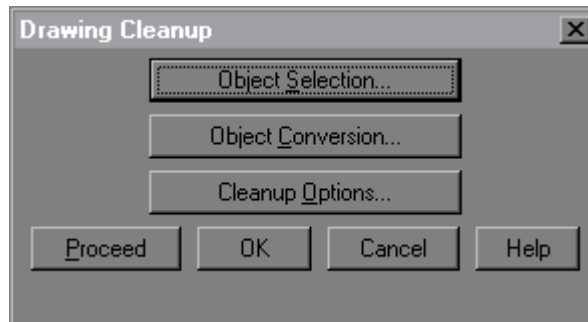 Drawing Cleanup
Object Selection...
Object Conversion...
Cleanup Options...
Proceed OK Cancel Help